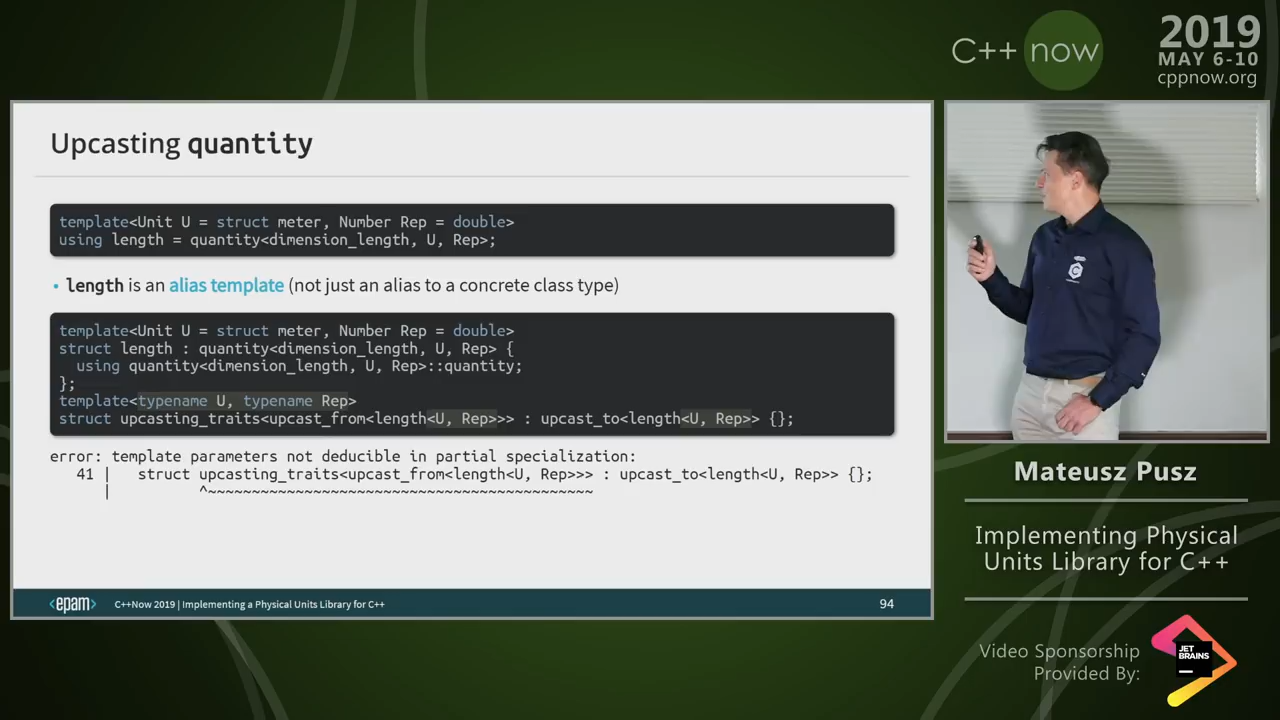 C++ now
2019
MAY 6-10
cppnow.org
Upcasting quantity
template<Unit U = struct meter, Number Rep = double>
using length = quantity<dimension_length, U, Rep>;
• length is an alias template (not just an alias to a concrete class type)
template<Unit U = struct meter, Number Rep = double>
struct length : quantity<dimension_length, U, Rep> {
  using quantity<dimension_length, U, Rep>::quantity;
};
template<typename U, typename Rep>
struct upcasting_traits<upcast_from<length<U, Rep>>> : upcast_to<length<U, Rep>> {};
error: template parameters not deducible in partial specialization:
   41 |   struct upcasting_traits<upcast_from<length<U, Rep>>> : upcast_to<length<U, Rep>> {};
      |          ^~~~~~~~~~~~~~~~~~~~~~~~~~~~~~~~~~~~~~~~~~~~~
<epam>
C++Now 2019 | Implementing a Physical Units Library for C++
94
Mateusz Pusz
Implementing Physical
Units Library for C++
Video Sponsorship
Provided By:
JET
BRAINS